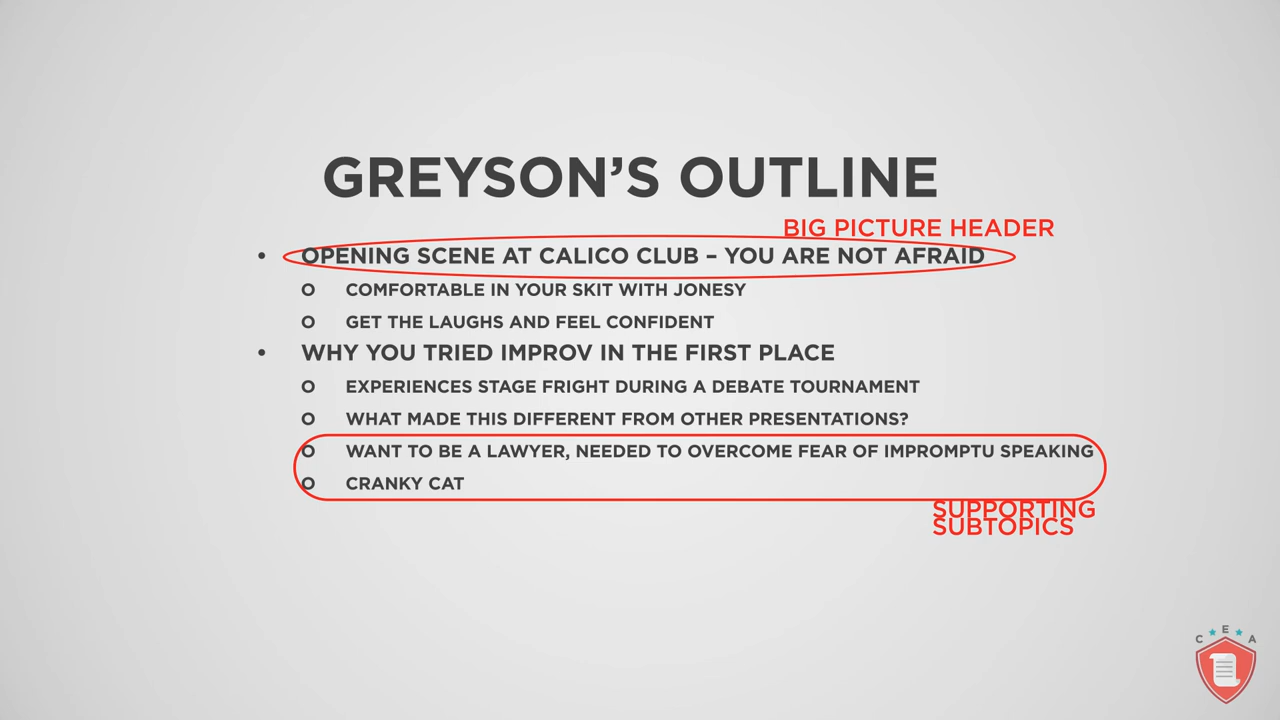 GREYSON'S OUTLINE
BIG PICTURE HEADER
• OPENING SCENE AT CALICO CLUB – YOU ARE NOT AFRAID
O COMFORTABLE IN YOUR SKIT WITH JONESY
O GET THE LAUGHS AND FEEL CONFIDENT
• WHY YOU TRIED IMPROV IN THE FIRST PLACE
O EXPERIENCES STAGE FRIGHT DURING A DEBATE TOURNAMENT
O WHAT MADE THIS DIFFERENT FROM OTHER PRESENTATIONS?
O WANT TO BE A LAWYER, NEEDED TO OVERCOME FEAR OF IMPROMPTU SPEAKING
O CRANKY CAT
SUPPORTING
SUBTOPICS
C E A